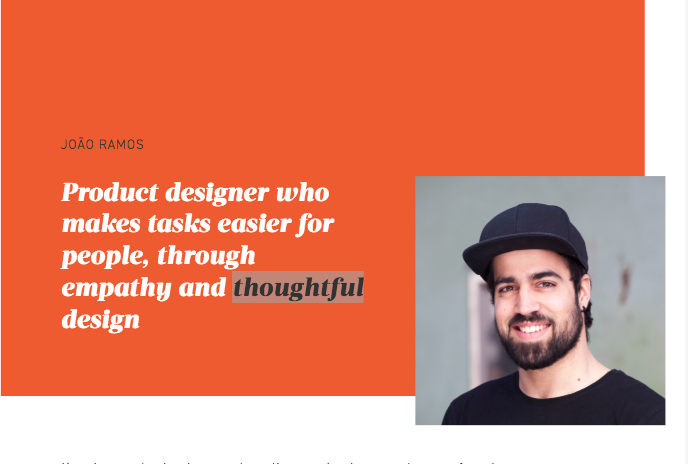 JOÃO RAMOS
Product designer who
makes tasks easier for
people, through
empathy and thoughtful
design